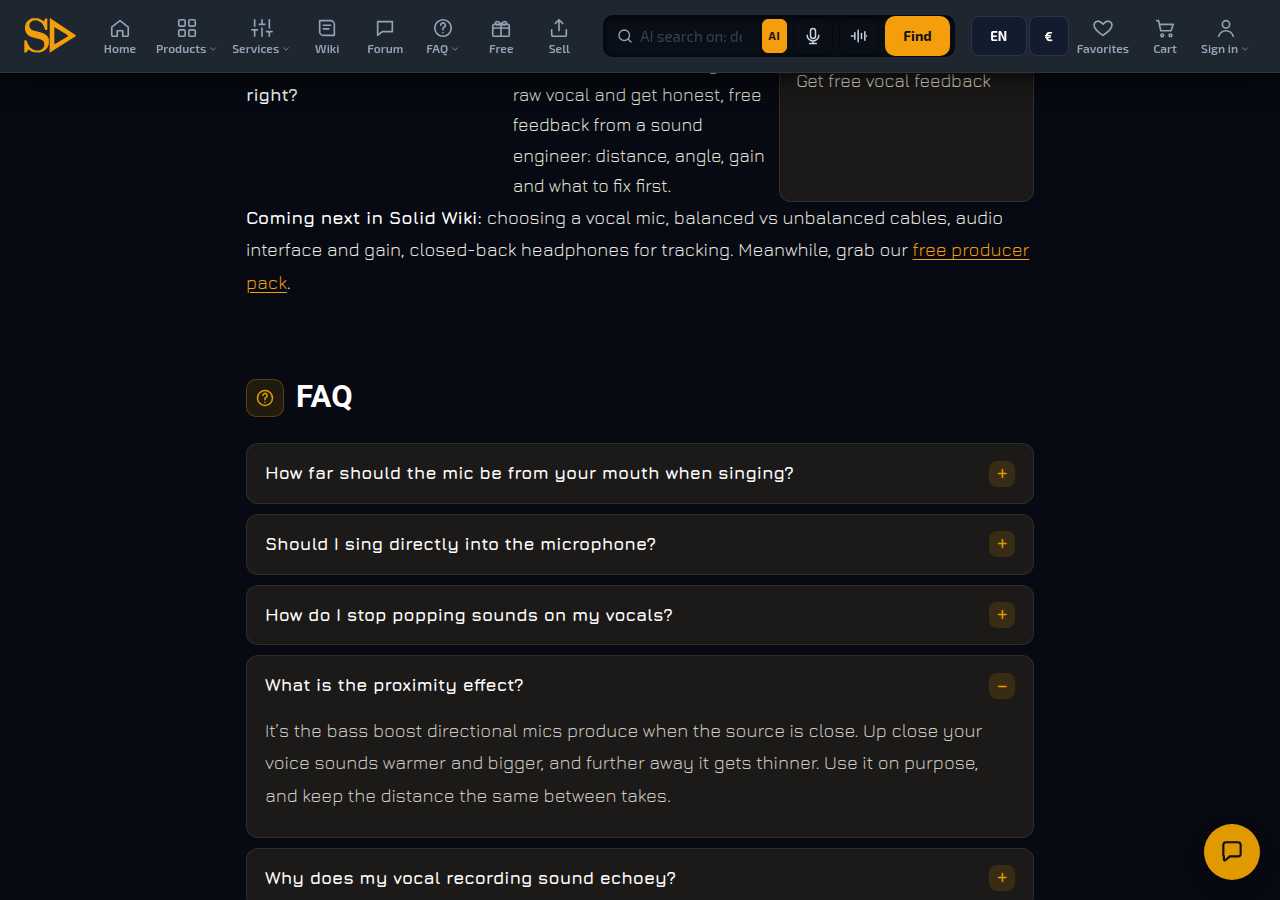 Home
Products
Services
Wiki
Forum
FAQ
Free
Sell
AI search on:
AI
Find
EN
€
Favorites
Cart
Sign in
right?
raw vocal and get honest, free
feedback from a sound
engineer: distance, angle, gain
and what to fix first.
Get free vocal feedback
Coming next in Solid Wiki: choosing a vocal mic, balanced vs unbalanced cables, audio
interface and gain, closed-back headphones for tracking. Meanwhile, grab our free producer
pack.
FAQ
How far should the mic be from your mouth when singing?
+
Should I sing directly into the microphone?
+
How do I stop popping sounds on my vocals?
+
What is the proximity effect?
−
It’s the bass boost directional mics produce when the source is close. Up close your
voice sounds warmer and bigger, and further away it gets thinner. Use it on purpose,
and keep the distance the same between takes.
Why does my vocal recording sound echoey?
+